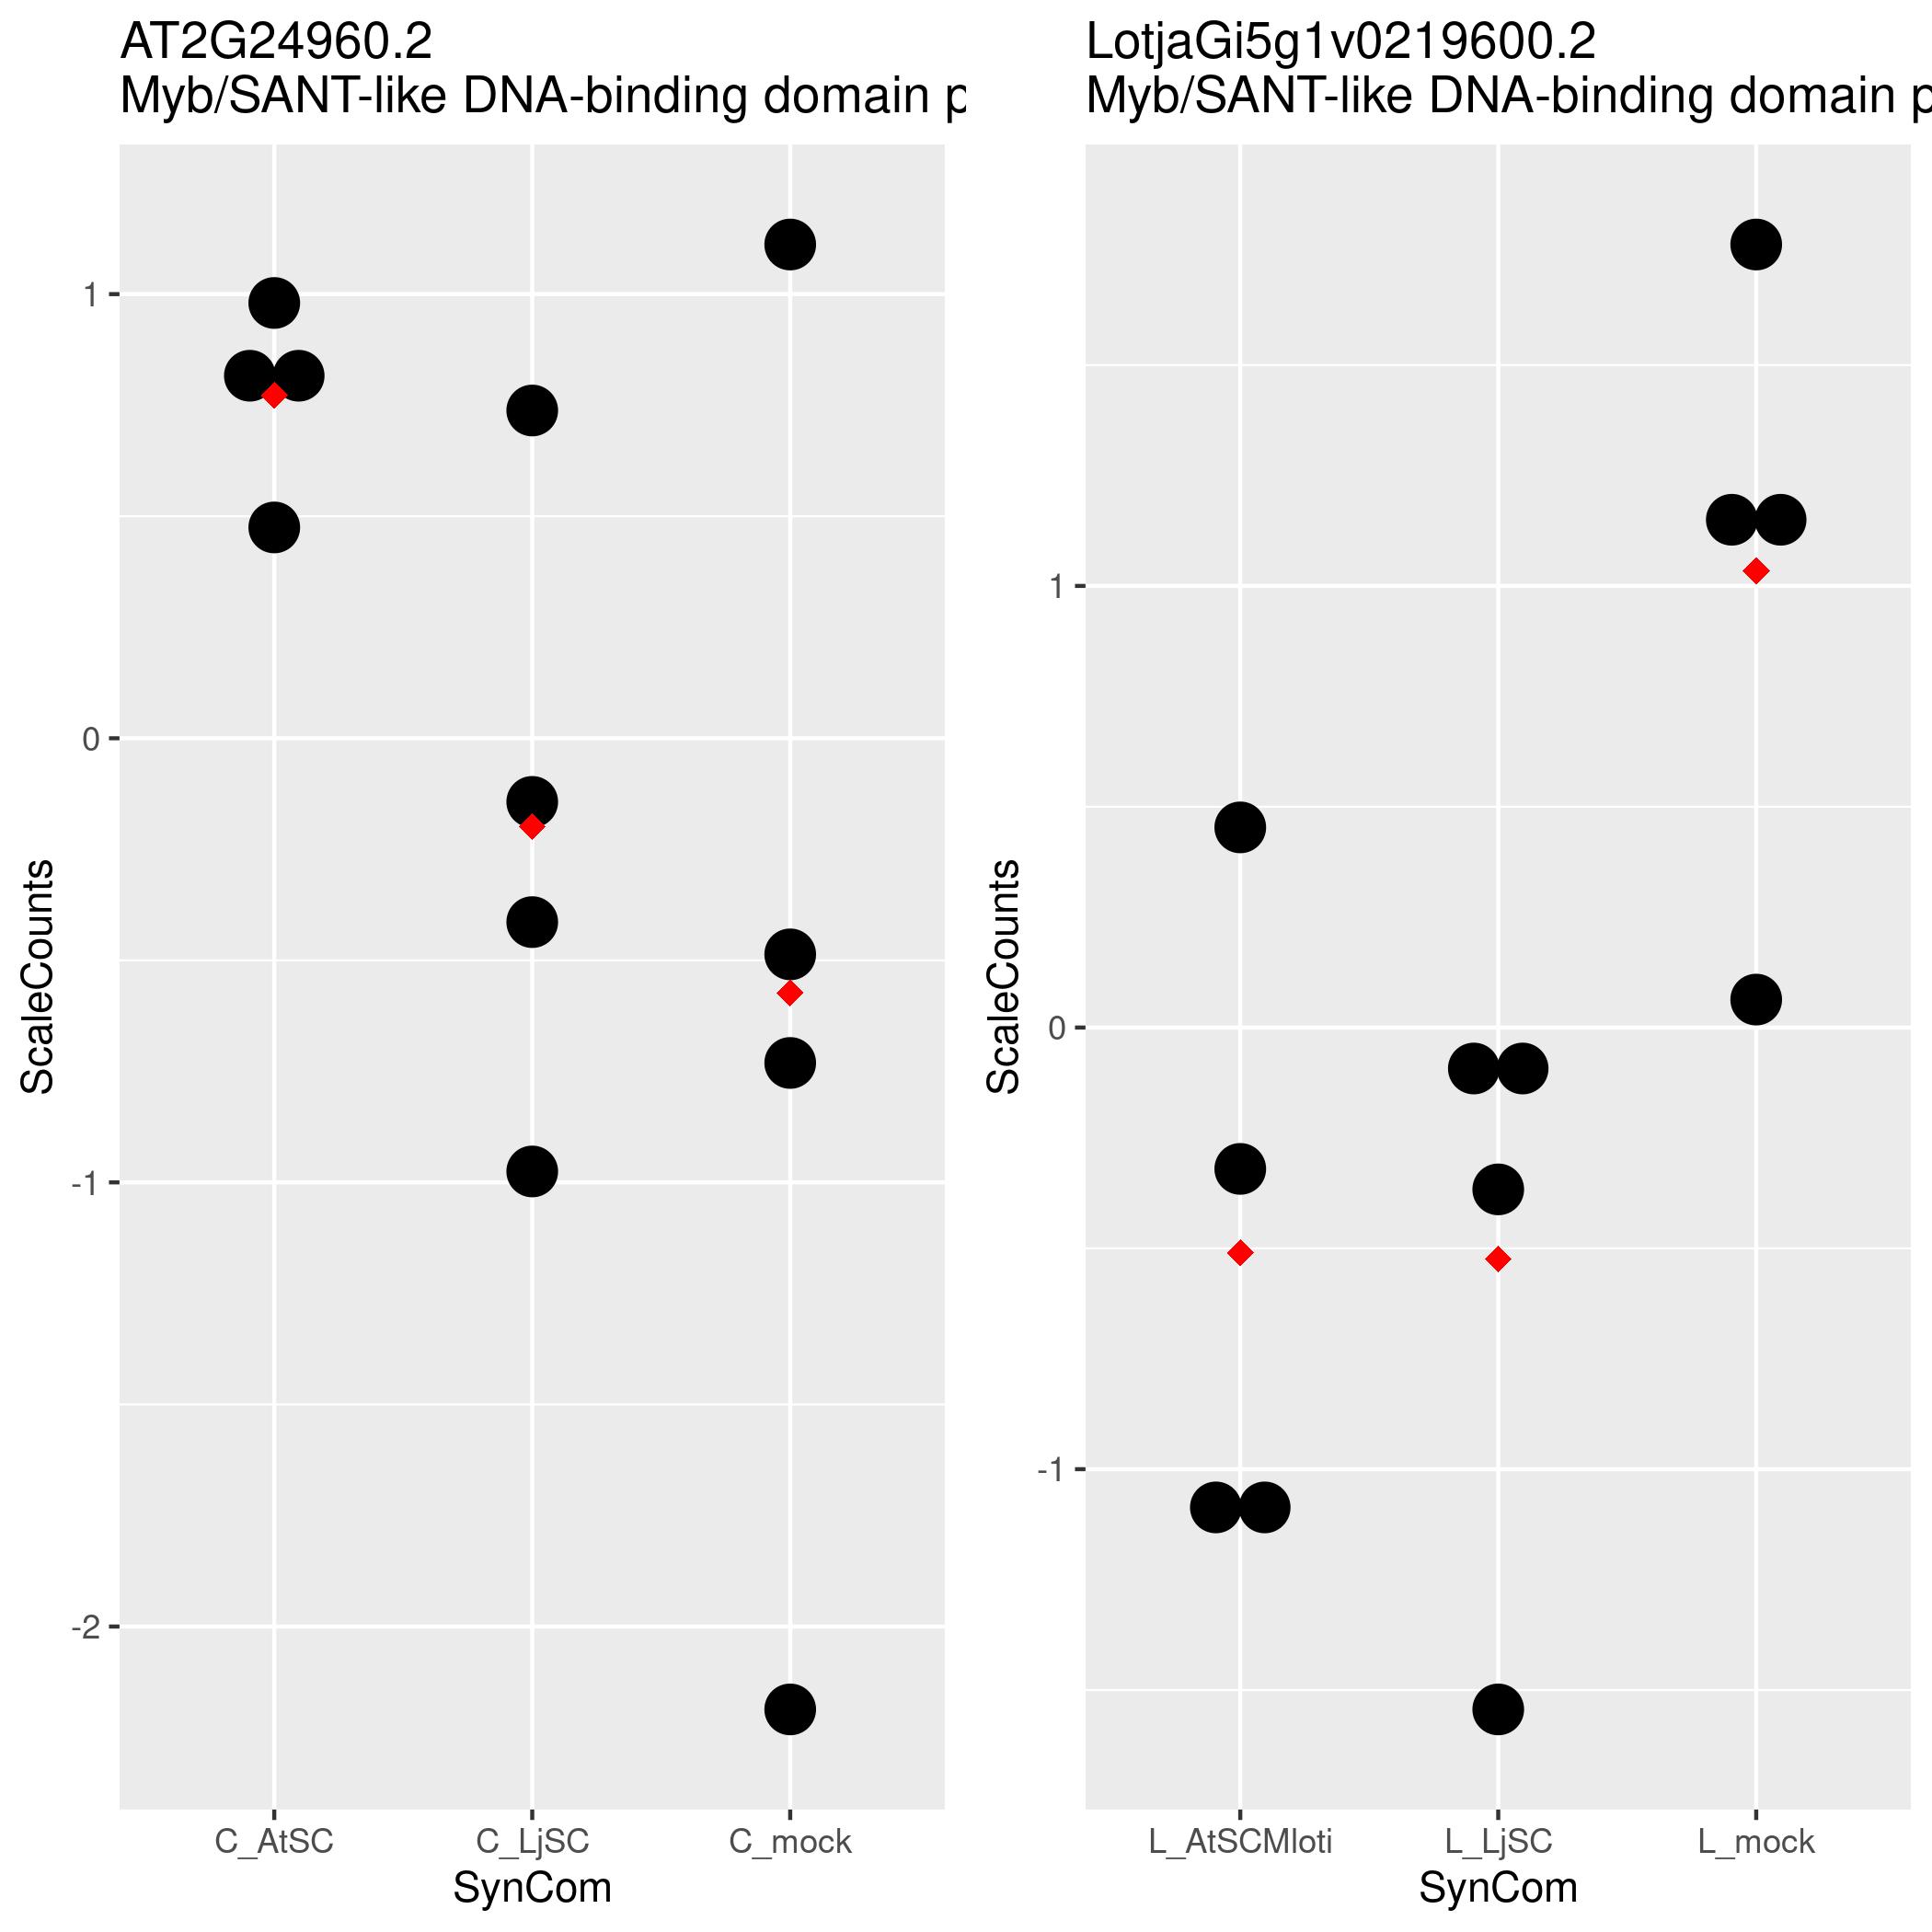 AT2G24960.2
Myb/SANT-like DNA-binding domain p
ScaleCounts
1
0
-1
-2
C_AtSC C_LjSC C_mock
SynCom
LotjaGi5g1v0219600.2
Myb/SANT-like DNA-binding domain p
ScaleCounts
1
0
-1
L_AtSCMloti L_LjSC L_mock
SynCom